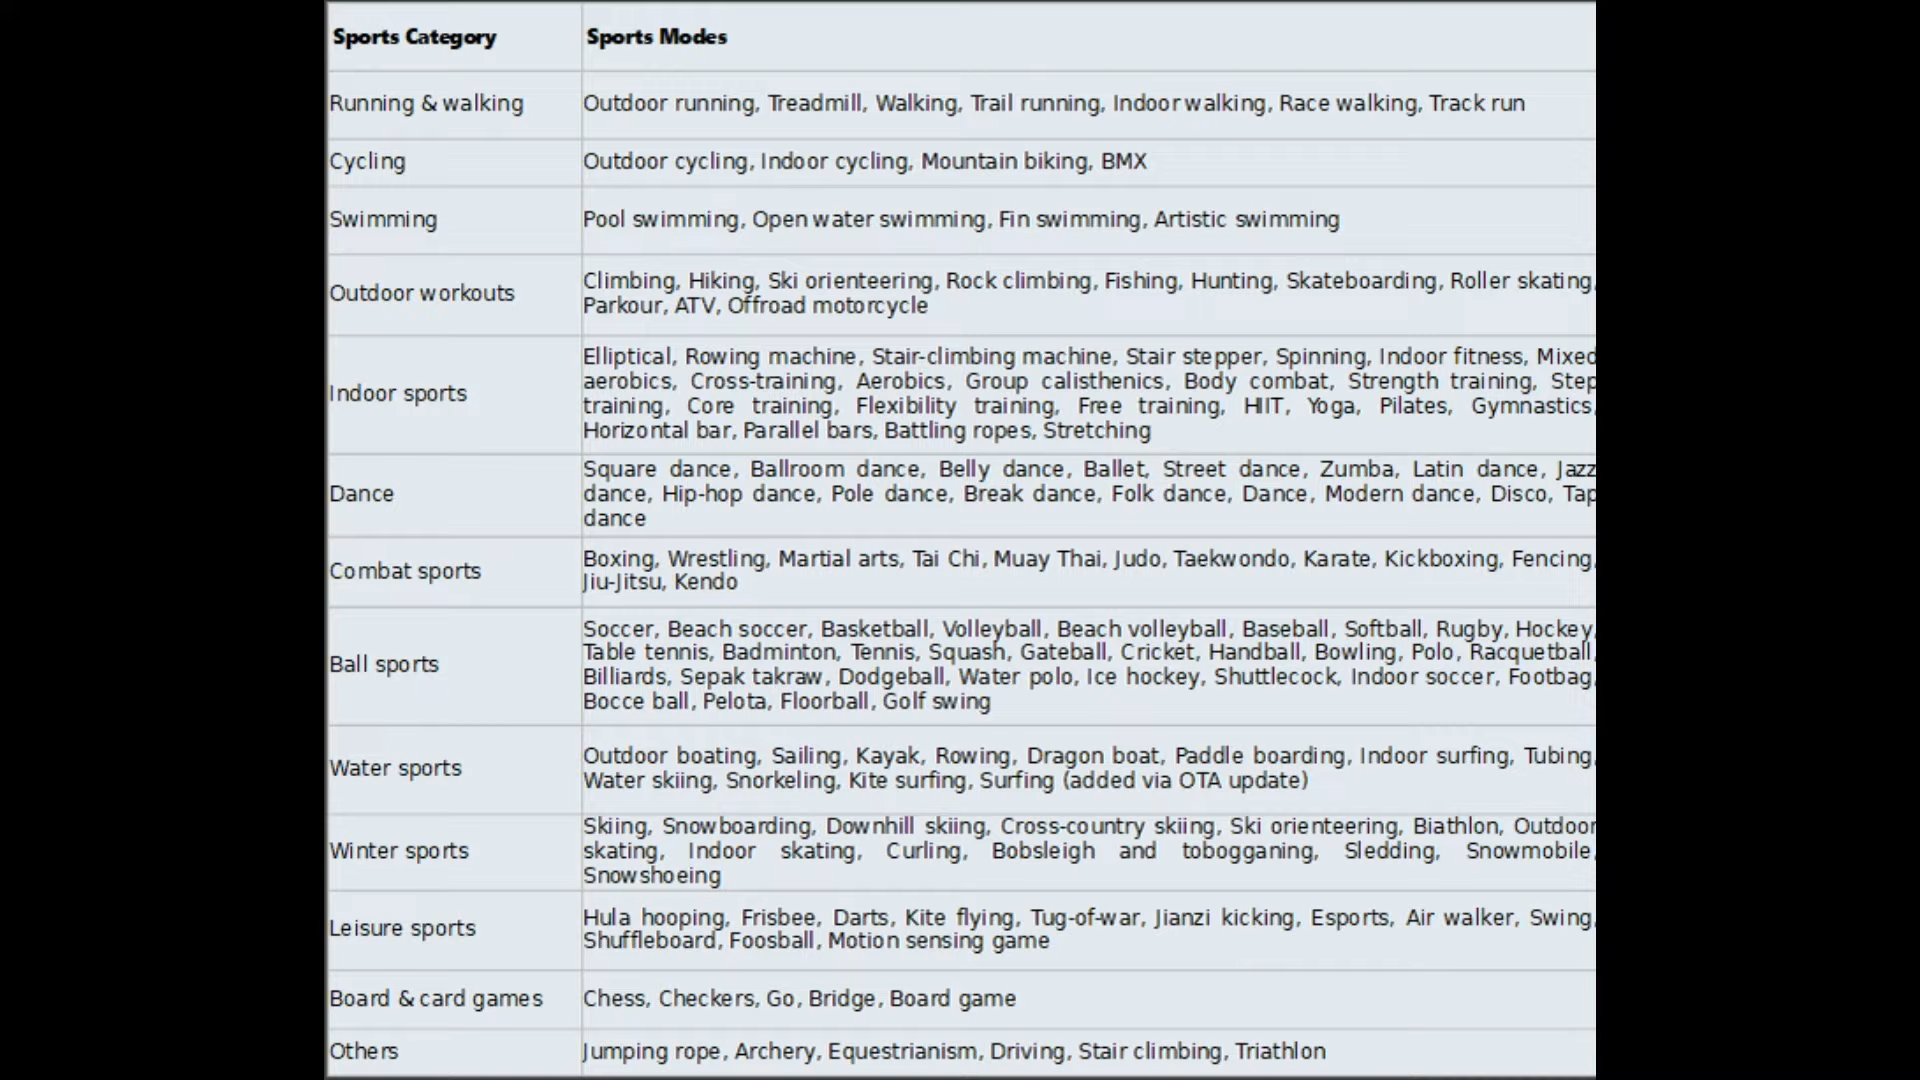 Sports Category
Sports Modes
Running & walking
Outdoor running, Treadmill, Walking, Trail running, Indoor walking, Race walking, Track run
Cycling
Outdoor cycling, Indoor cycling, Mountain biking, BMX
Swimming
Pool swimming, Open water swimming, Fin swimming, Artistic swimming
Outdoor workouts
Climbing, Hiking, Ski orienteering, Rock climbing, Fishing, Hunting, Skateboarding, Roller skating,
Parkour, ATV, Offroad motorcycle
Indoor sports
Elliptical, Rowing machine, Stair-climbing machine, Stair stepper, Spinning, Indoor fitness, Mixed
aerobics, Cross-training, Aerobics, Group calisthenics, Body combat, Strength training, Step
training, Core training, Flexibility training, Free training, HIIT, Yoga, Pilates, Gymnastics,
Horizontal bar, Parallel bars, Battling ropes, Stretching
Dance
Square dance, Ballroom dance, Belly dance, Ballet, Street dance, Zumba, Latin dance, Jazz
dance, Hip-hop dance, Pole dance, Break dance, Folk dance, Dance, Modern dance, Disco, Tap
dance
Combat sports
Boxing, Wrestling, Martial arts, Tai Chi, Muay Thai, Judo, Taekwondo, Karate, Kickboxing, Fencing,
Jiu-Jitsu, Kendo
Ball sports
Soccer, Beach soccer, Basketball, Volleyball, Beach volleyball, Baseball, Softball, Rugby, Hockey,
Table tennis, Badminton, Tennis, Squash, Gateball, Cricket, Handball, Bowling, Polo, Racquetball,
Billiards, Sepak takraw, Dodgeball, Water polo, Ice hockey, Shuttlecock, Indoor soccer, Footbag,
Bocce ball, Pelota, Floorball, Golf swing
Water sports
Outdoor boating, Sailing, Kayak, Rowing, Dragon boat, Paddle boarding, Indoor surfing, Tubing,
Water skiing, Snorkeling, Kite surfing, Surfing (added via OTA update)
Winter sports
Skiing, Snowboarding, Downhill skiing, Cross-country skiing, Ski orienteering, Biathlon, Outdoor
skating, Indoor skating, Curling, Bobsleigh and tobogganing, Sledding, Snowmobile,
Snowshoeing
Leisure sports
Hula hooping, Frisbee, Darts, Kite flying, Tug-of-war, Jianzi kicking, Esports, Air walker, Swing,
Shuffleboard, Foosball, Motion sensing game
Board & card games
Chess, Checkers, Go, Bridge, Board game
Others
Jumping rope, Archery, Equestrianism, Driving, Stair climbing, Triathlon